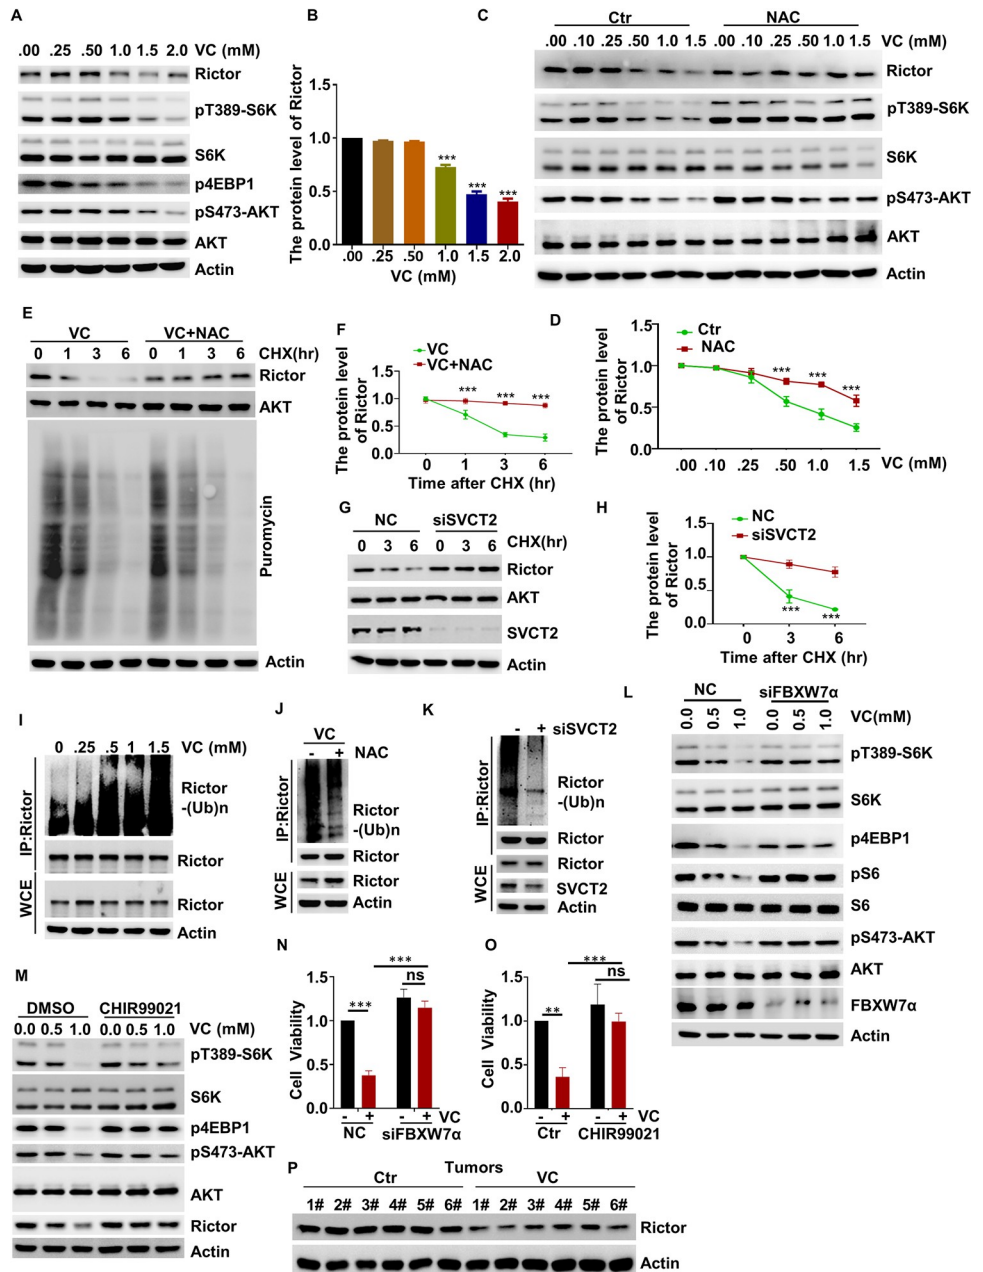 A
.00 .25 .50 1.0 1.5 2.0 VC (mM)
Rictor
pT389-S6K
S6K
p4EBP1
pS473-AKT
AKT
Actin
B
The protein level of Rictor
1.5
1.0
0.5
0.0
*** *** ***
.00 .25 .50 1.0 1.5 2.0
VC (mM)
C
Ctr NAC
.00 .10 .25 .50 1.0 1.5 .00 .10 .25 .50 1.0 1.5 VC (mM)
Rictor
pT389-S6K
S6K
pS473-AKT
AKT
Actin
E
VC VC+NAC
0 1 3 6 0 1 3 6 CHX(hr)
Rictor
AKT
Puromycin
Actin
F
VC
VC+NAC
The protein level
of Rictor
1.5
1.0
0.5
0.0
*** *** ***
0 1 3 6
Time after CHX (hr)
D
Ctr
NAC
The protein level
of Rictor
1.5
1.0
0.5
0.0
*** *** ***
.00 .10 .25 .50 1.0 1.5 VC (mM)
G
NC siSVCT2
0 3 6 0 3 6 CHX(hr)
Rictor
AKT
SVCT2
Actin
H
NC
siSVCT2
The protein level
of Rictor
1.5
1.0
0.5
0.0
*** ***
0 3 6
Time after CHX (hr)
I
0 .25 .5 1 1.5 VC (mM)
IP:Rictor
Rictor
-(Ub)n
Rictor
WCE
Rictor
Actin
J
VC
- + NAC
IP:Rictor
Rictor
-(Ub)n
Rictor
WCE
Rictor
Actin
K
- + siSVCT2
IP:Rictor
Rictor
-(Ub)n
Rictor
WCE
Rictor
SVCT2
Actin
L
NC siFBXW7α
0.0 0.5 1.0 0.0 0.5 1.0 VC(mM)
pT389-S6K
S6K
p4EBP1
pS6
S6
pS473-AKT
AKT
FBXW7α
Actin
M
DMSO CHIR99021
0.0 0.5 1.0 0.0 0.5 1.0 VC (mM)
pT389-S6K
S6K
p4EBP1
pS473-AKT
AKT
Rictor
Actin
N
Cell Viability
1.5
1.0
0.5
0.0
***
*** ns
- + - + VC
NC siFBXW7α
O
Cell Viability
1.5
1.0
0.5
0.0
***
** ns
- + - + VC
Ctr CHIR99021
P
Tumors
Ctr VC
1# 2# 3# 4# 5# 6# 1# 2# 3# 4# 5# 6#
Rictor
Actin